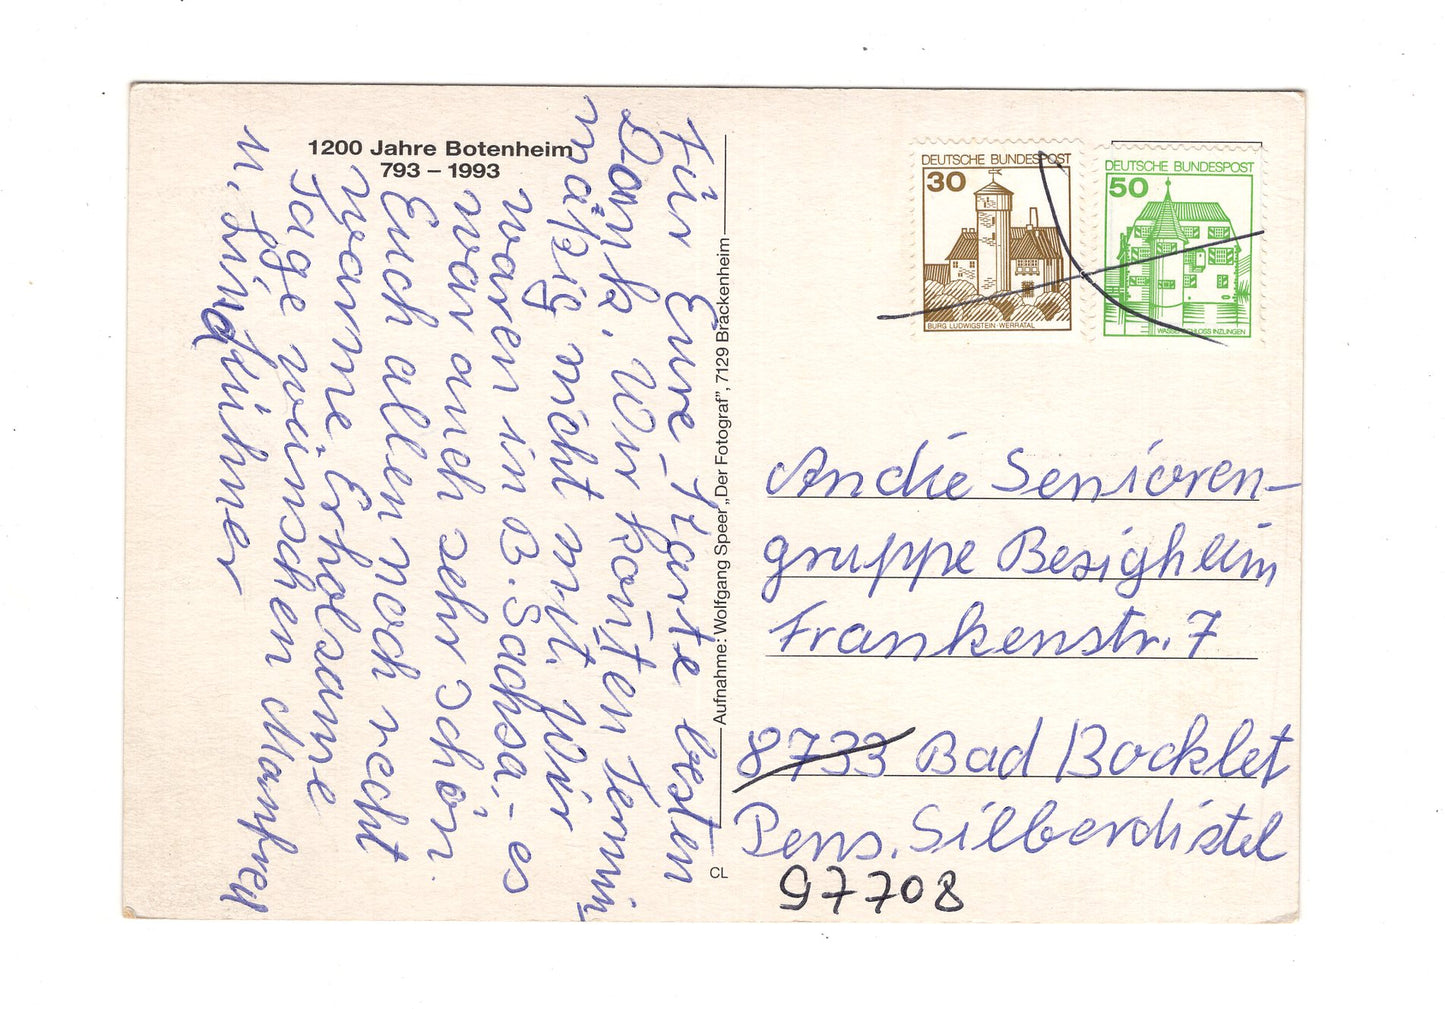 1200 Jahre Botenheim
793 – 1993
Für Eure Karte besten
Dank, Wir konten Termin
mäßig nicht mit. Wir
waren in B. Sachsa, - es
war auch sehr schön.
Euch allen noch recht
warme Erholsame
Tage wünschen Manfred
u. Lina Kühner
Aufnahme: Wolfgang Speer „Der Fotograf“, 7129 Brackenheim
CL
DEUTSCHE BUNDESPOST
30
BURG LUDWIGSTEIN · WERRATAL
DEUTSCHE BUNDESPOST
50
WASSERSCHLOSS INZLINGEN
An die Senioren-
gruppe Besigheim
Frankenstr. 7
8733 Bad Bocklet
Pens. Silberdistel
97708